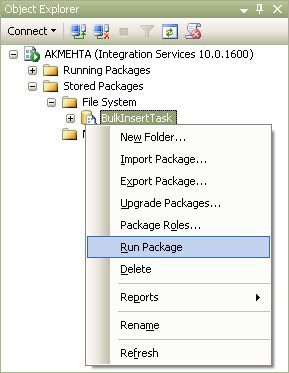 Object Explorer
Connect
AKMEHTA (Integration Services 10.0.1600)
Running Packages
Stored Packages
File System
BulkInsertTask
New Folder...
Import Package...
Export Package...
Upgrade Packages...
Package Roles...
Run Package
Delete
Reports
Rename
Refresh